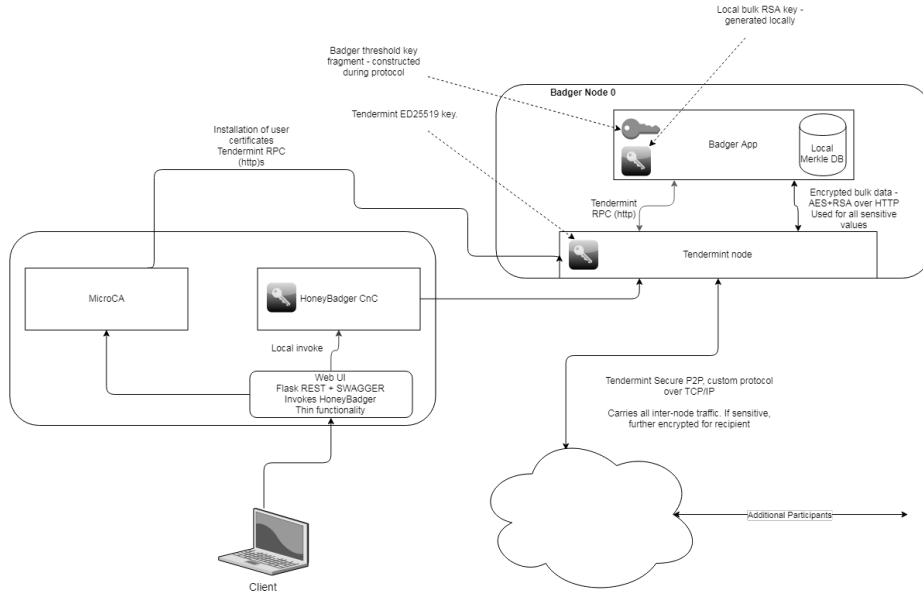 Local bulk RSA key -
generated locally
Badger threshold key
fragment - constructed
during protocol
Badger Node 0
Tendermint ED25519 key.
Installation of user
certificates
Tendermint RPC
(http)s
Badger App
Local
Merkle DB
Tendermint
RPC (http)
Encrypted bulk data -
AES+RSA over HTTP
Used for all sensitive
values
Tendermint node
MicroCA
HoneyBadger CnC
Local invoke
Web UI
Flask REST + SWAGGER
Invokes HoneyBadger
Thin functionality
Tendermint Secure P2P, custom protocol
over TCP/IP
Carries all inter-node traffic. If sensitive,
further encrypted for recipient
Additional Participants
Client